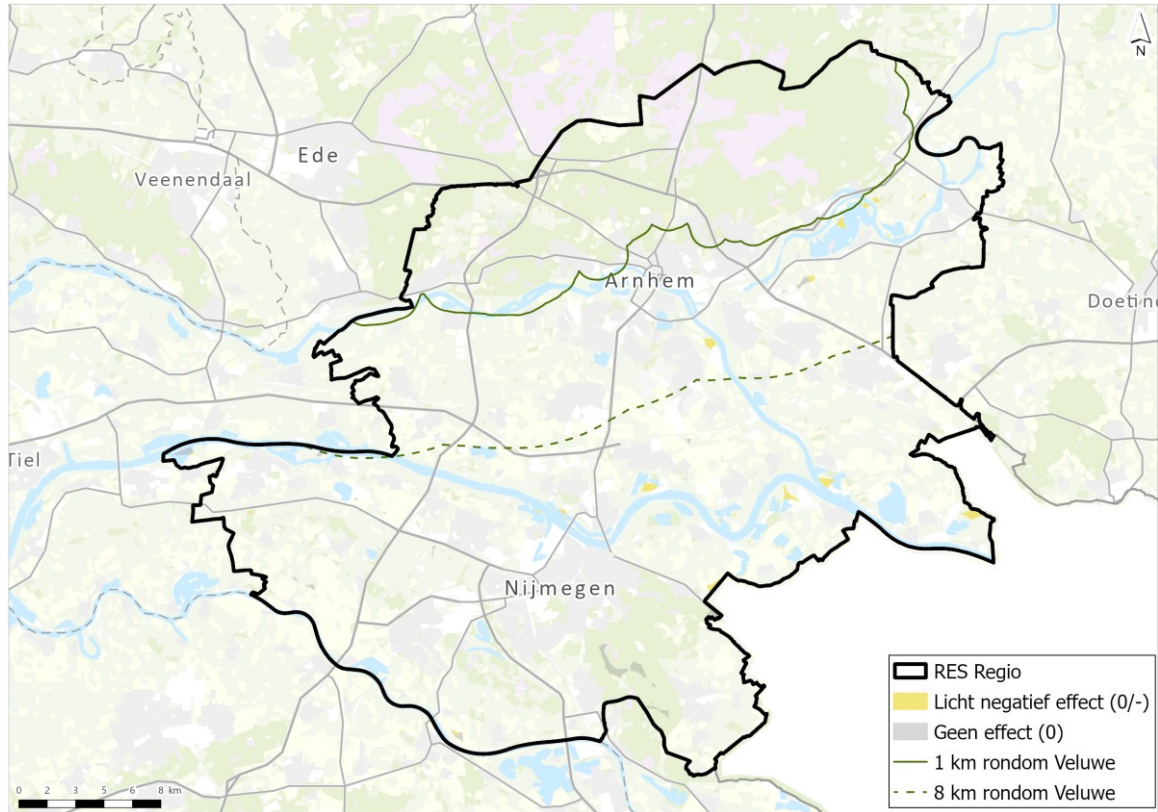 N
Ede
Veenendaal
Arnhem
Doetinc
Tiel
Nijmegen
RES Regio
Licht negatief effect (0/-)
Geen effect (0)
1 km rondom Veluwe
8 km rondom Veluwe
0 2 3 5 6 8 km